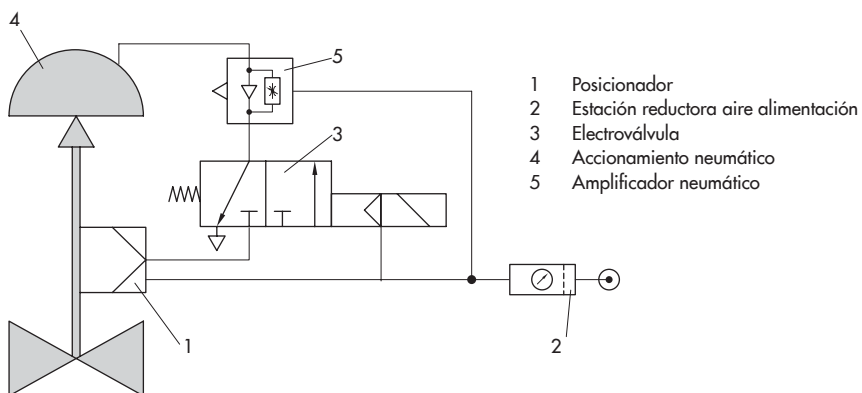 4
5
3
1
2
1 Posicionador
2 Estación reductora aire alimentación
3 Electroválvula
4 Accionamiento neumático
5 Amplificador neumático